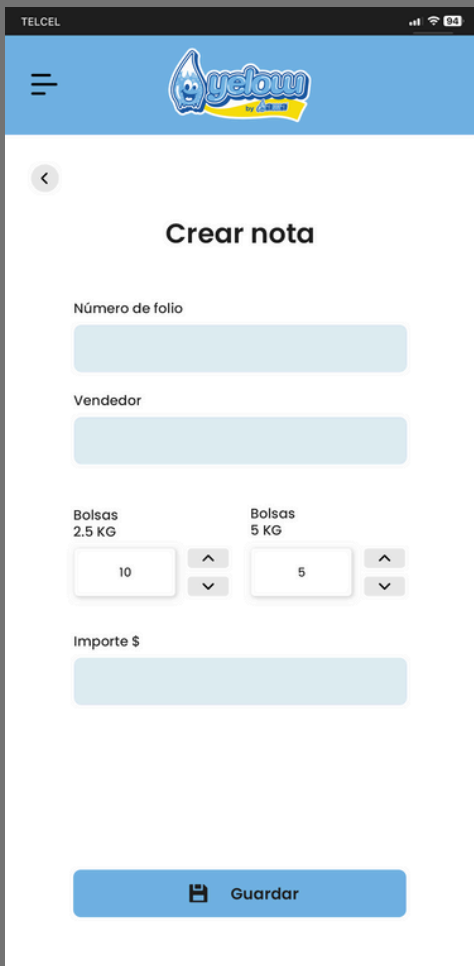 TELCEL
94
Ayelow
by
Crear nota
Número de folio
Vendedor
Bolsas
2.5 KG
Bolsas
5 KG
10
5
Importe $
Guardar